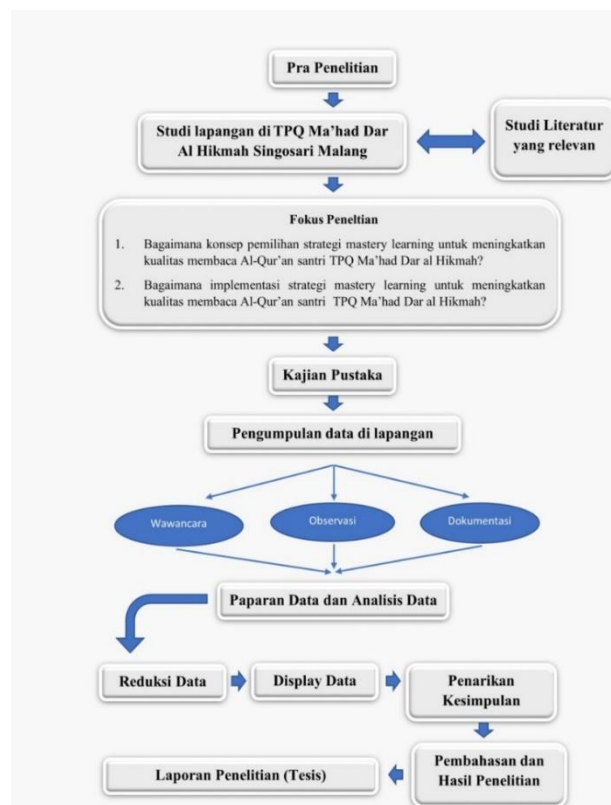 Pra Penelitian
Studi lapangan di TPQ Ma'had Dar
Al Hikmah Singosari Malang
Studi Literatur
yang relevan
Fokus Peneltian
1. Bagaimana konsep pemilihan strategi mastery learning untuk meningkatkan
kualitas membaca Al-Qur'an santri TPQ Ma'had Dar al Hikmah?
2. Bagaimana implementasi strategi mastery learning untuk meningkatkan
kualitas membaca Al-Qur'an santri TPQ Ma'had Dar al Hikmah?
Kajian Pustaka
Pengumpulan data di lapangan
Wawancara
Observasi
Dokumentasi
Paparan Data dan Analisis Data
Reduksi Data
Display Data
Penarikan
Kesimpulan
Pembahasan dan
Hasil Penelitian
Laporan Penelitian (Tesis)